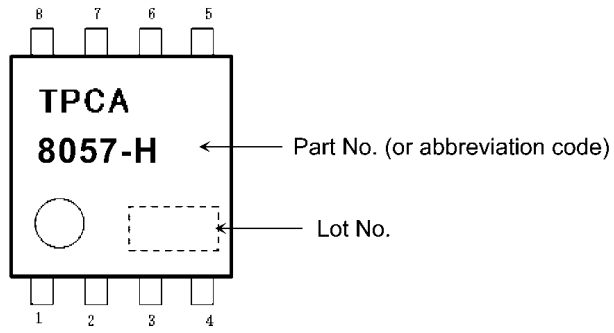 8 7 6 5
TPCA
8057-H
Part No. (or abbreviation code)
Lot No.
1 2 3 4